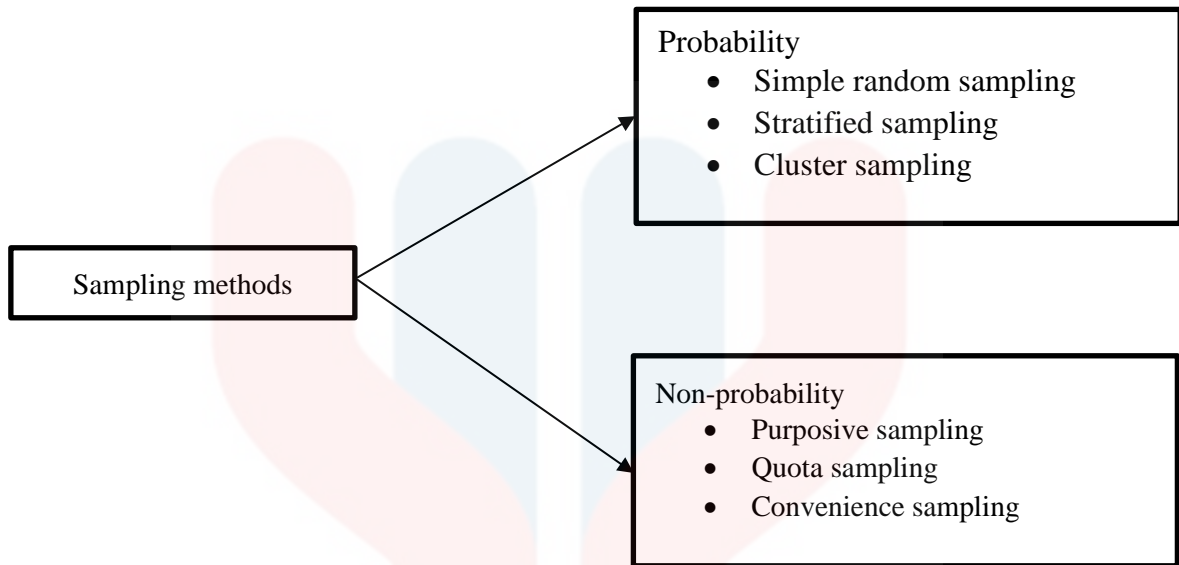 Probability
• Simple random sampling
• Stratified sampling
• Cluster sampling
Sampling methods
Non-probability
• Purposive sampling
• Quota sampling
• Convenience sampling